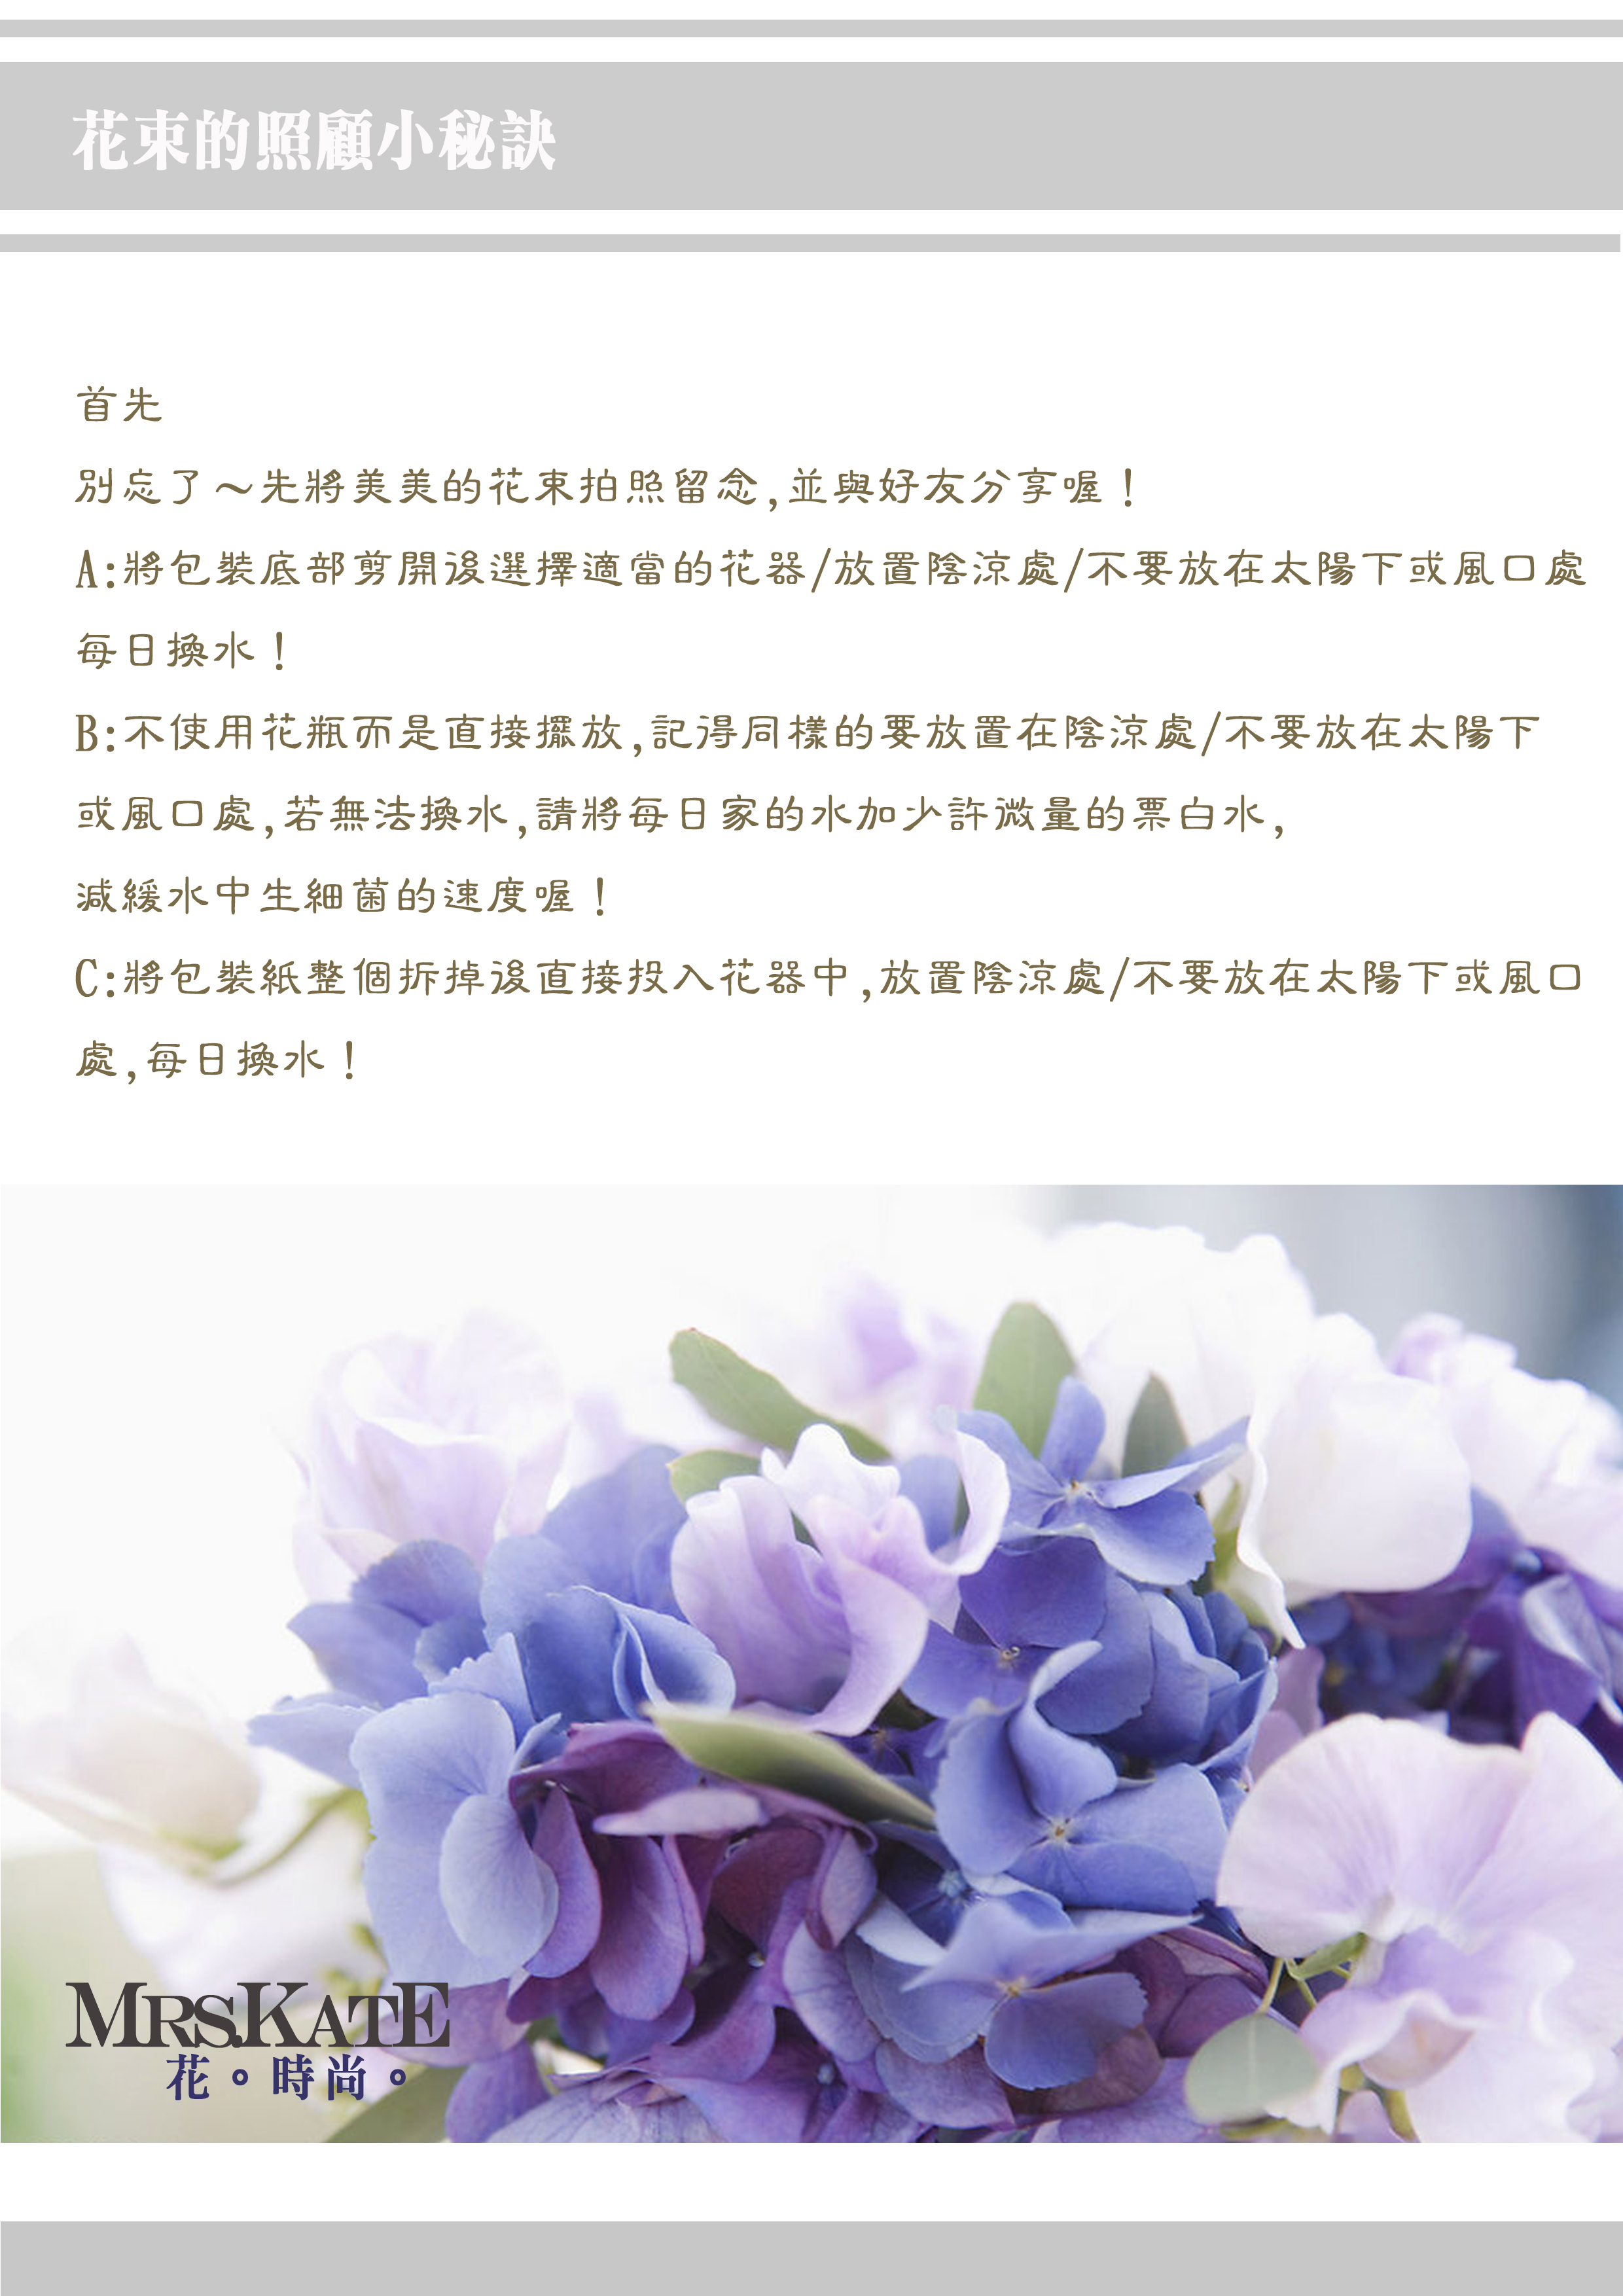 花束的照顧小秘訣
首先
別忘了～先將美美的花束拍照留念,並與好友分享喔！
A:將包裝底部剪開後選擇適當的花器/放置陰涼處/不要放在太陽下或風口處
每日換水！
B:不使用花瓶而是直接擺放,記得同樣的要放置在陰涼處/不要放在太陽下
或風口處,若無法換水,請將每日家的水加少許微量的票白水,
減緩水中生細菌的速度喔！
C:將包裝紙整個拆掉後直接投入花器中,放置陰涼處/不要放在太陽下或風口
處,每日換水！
MRS.KATE
花。時尚。